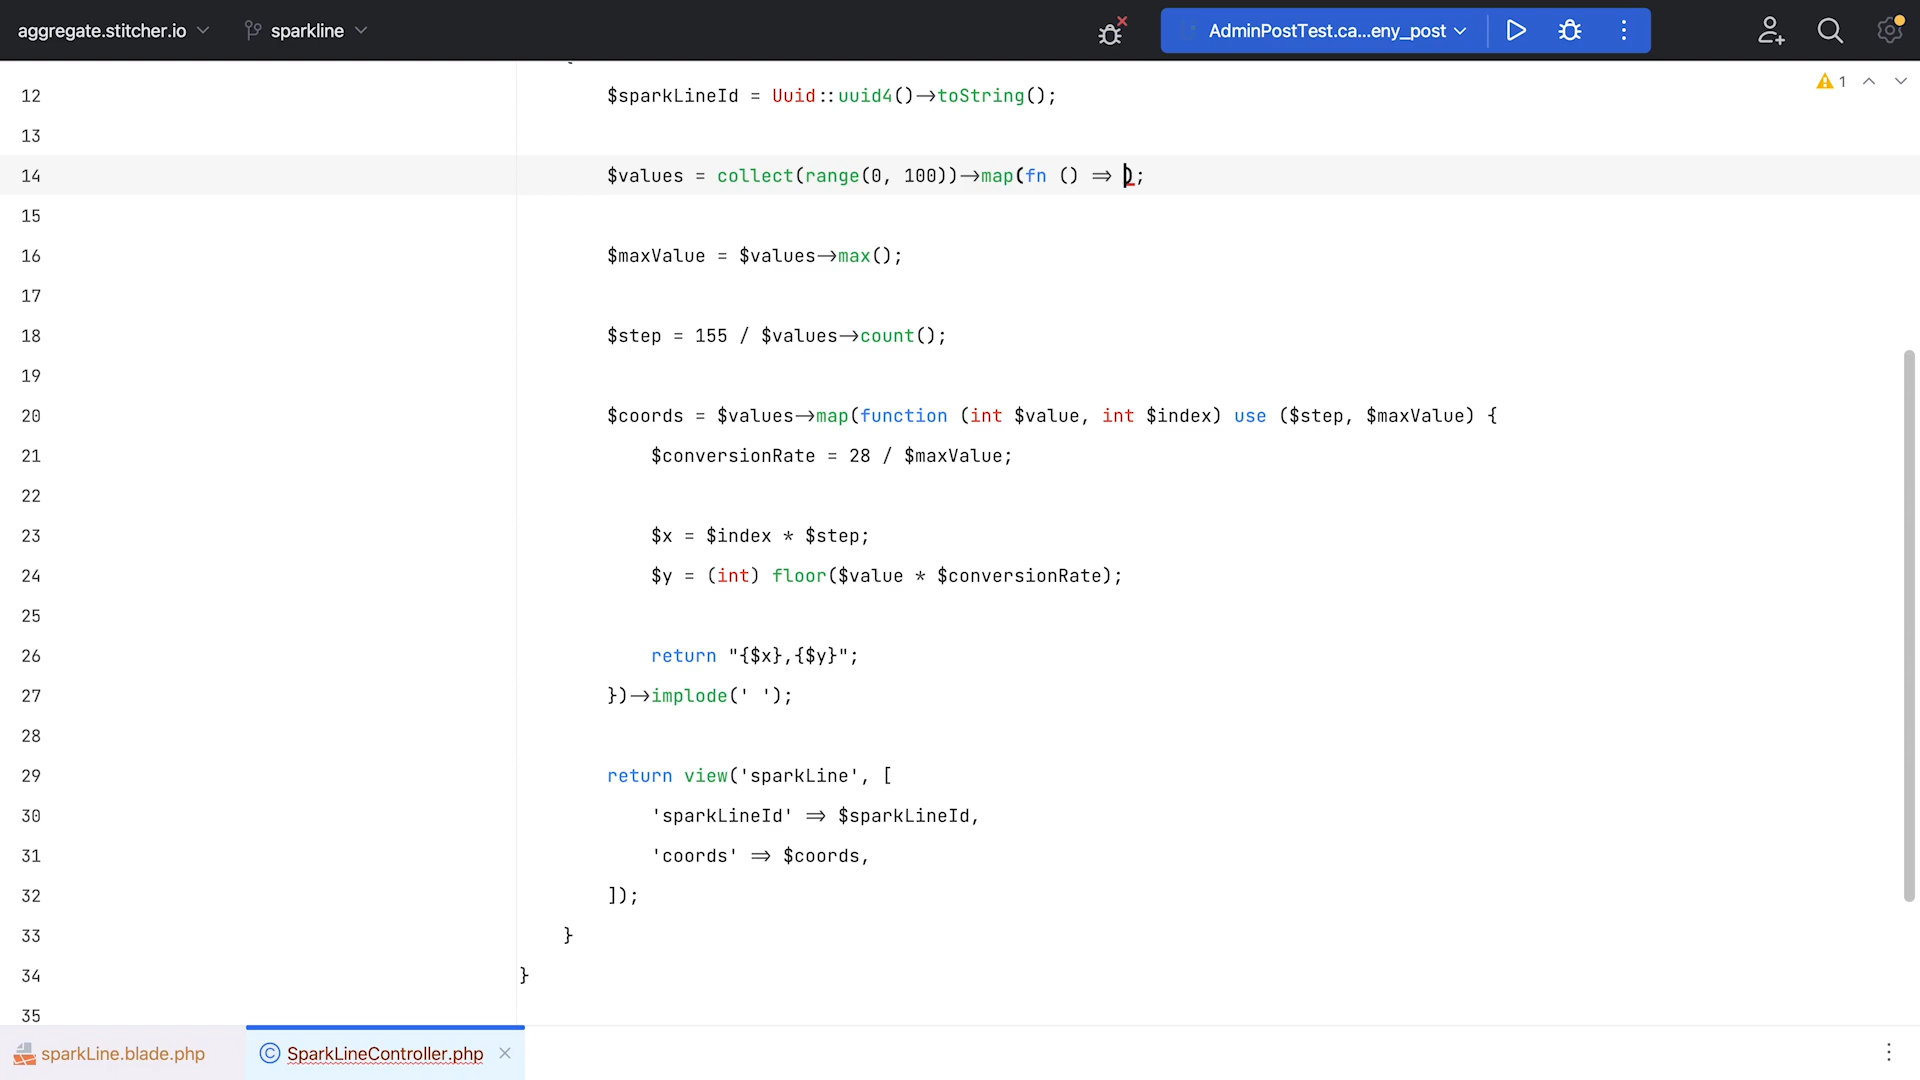 aggregate.stitcher.io sparkline AdminPostTest.ca...eny_post
1
12 $sparkLineId = Uuid::uuid4()->toString();
13
14 $values = collect(range(0, 100))->map(fn () => );
15
16 $maxValue = $values->max();
17
18 $step = 155 / $values->count();
19
20 $coords = $values->map(function (int $value, int $index) use ($step, $maxValue) {
21 $conversionRate = 28 / $maxValue;
22
23 $x = $index * $step;
24 $y = (int) floor($value * $conversionRate);
25
26 return "{$x},{$y}";
27 })->implode(' ');
28
29 return view('sparkLine', [
30 'sparkLineId' => $sparkLineId,
31 'coords' => $coords,
32 ]);
33 }
34 }
35
sparkLine.blade.php SparkLineController.php